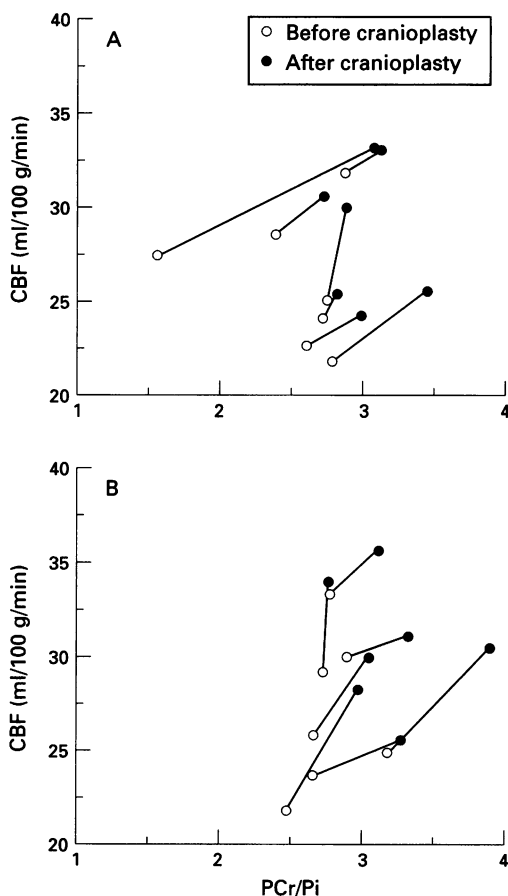 A
Before cranioplasty
After cranioplasty
CBF (ml/100 g/min)
40
35
30
25
20
1
2
3
4
B
CBF (ml/100 g/min)
40
35
30
25
20
1
2
3
4
PCr/Pi